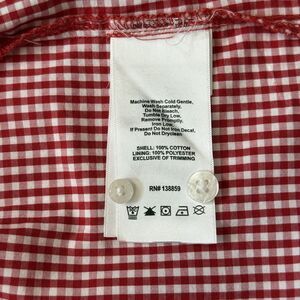 Machine Wash Cold Gentle,
Wash Separately,
Do Not Bleach,
Tumble Dry Low,
Remove Promptly,
Iron Low,
If Present Do Not Iron Decal,
Do Not Dryclean
SHELL: 100% COTTON
LINING: 100% POLYESTER
EXCLUSIVE OF TRIMMING
RN# 138859